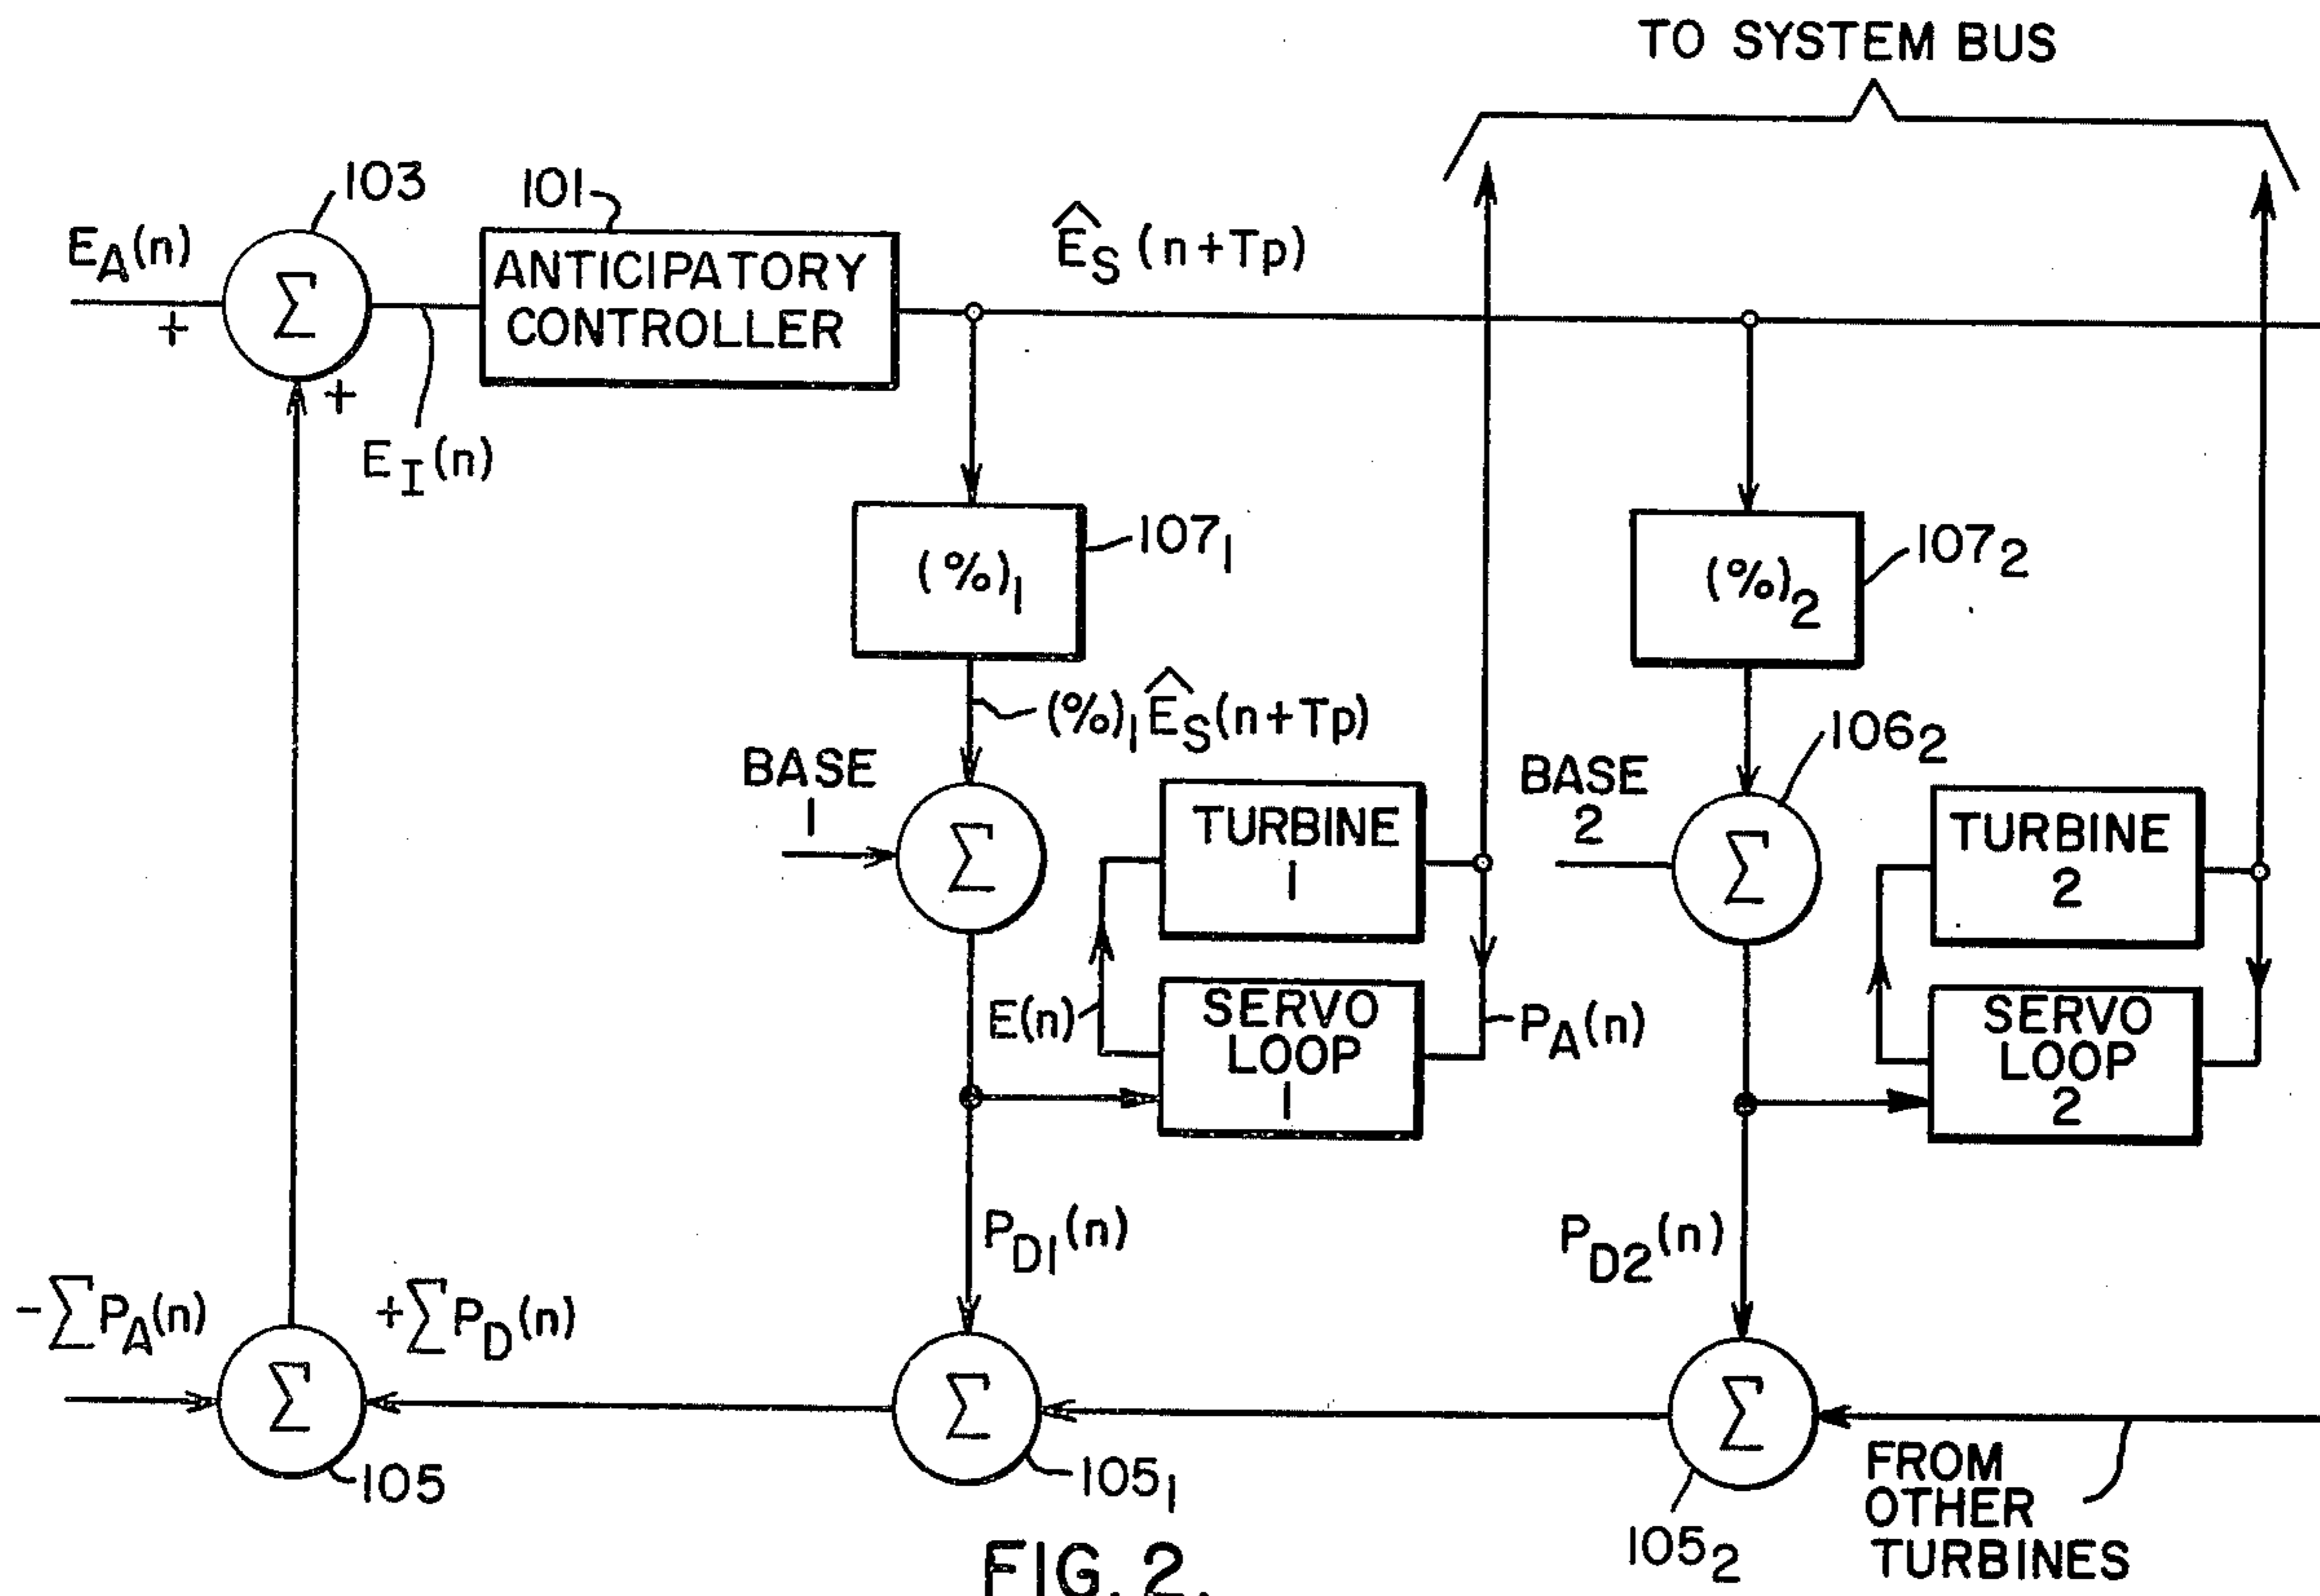 TO SYSTEM BUS
103
101
E_A(n)
+
Σ
ANTICIPATORY
CONTROLLER
Ê_S (n+Tp)
+
E_I(n)
(%)_1
107_1
(%)_2
107_2
(%)_1 Ê_S(n+Tp)
BASE
1
Σ
TURBINE
1
BASE
2
106_2
Σ
TURBINE
2
E(n)
SERVO
LOOP
1
P_A(n)
SERVO
LOOP
2
P_D1(n)
P_D2(n)
-ΣP_A(n)
+ΣP_D(n)
Σ
Σ
Σ
105
105_1
105_2
FROM
OTHER
TURBINES
FIG. 2.